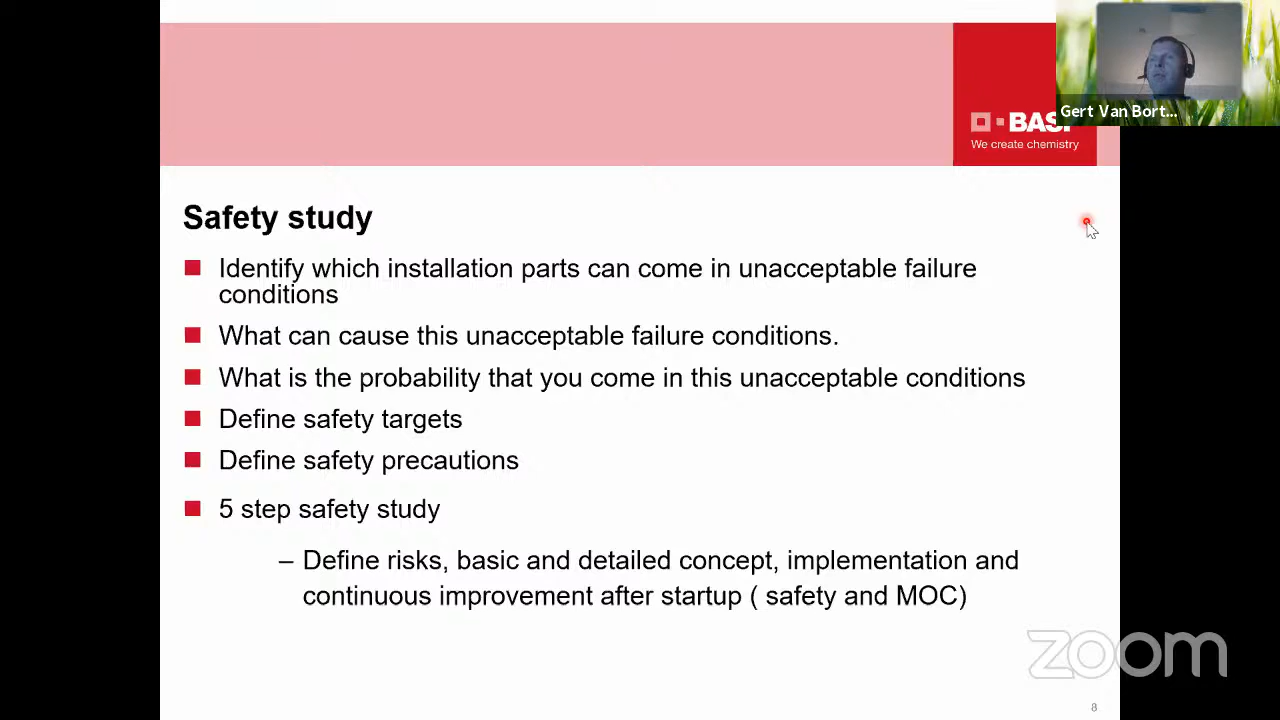 Gert Van Bort...
BASF
We create chemistry
Safety study
Identify which installation parts can come in unacceptable failure
conditions
What can cause this unacceptable failure conditions.
What is the probability that you come in this unacceptable conditions
Define safety targets
Define safety precautions
5 step safety study
– Define risks, basic and detailed concept, implementation and
continuous improvement after startup ( safety and MOC)
zoom
8